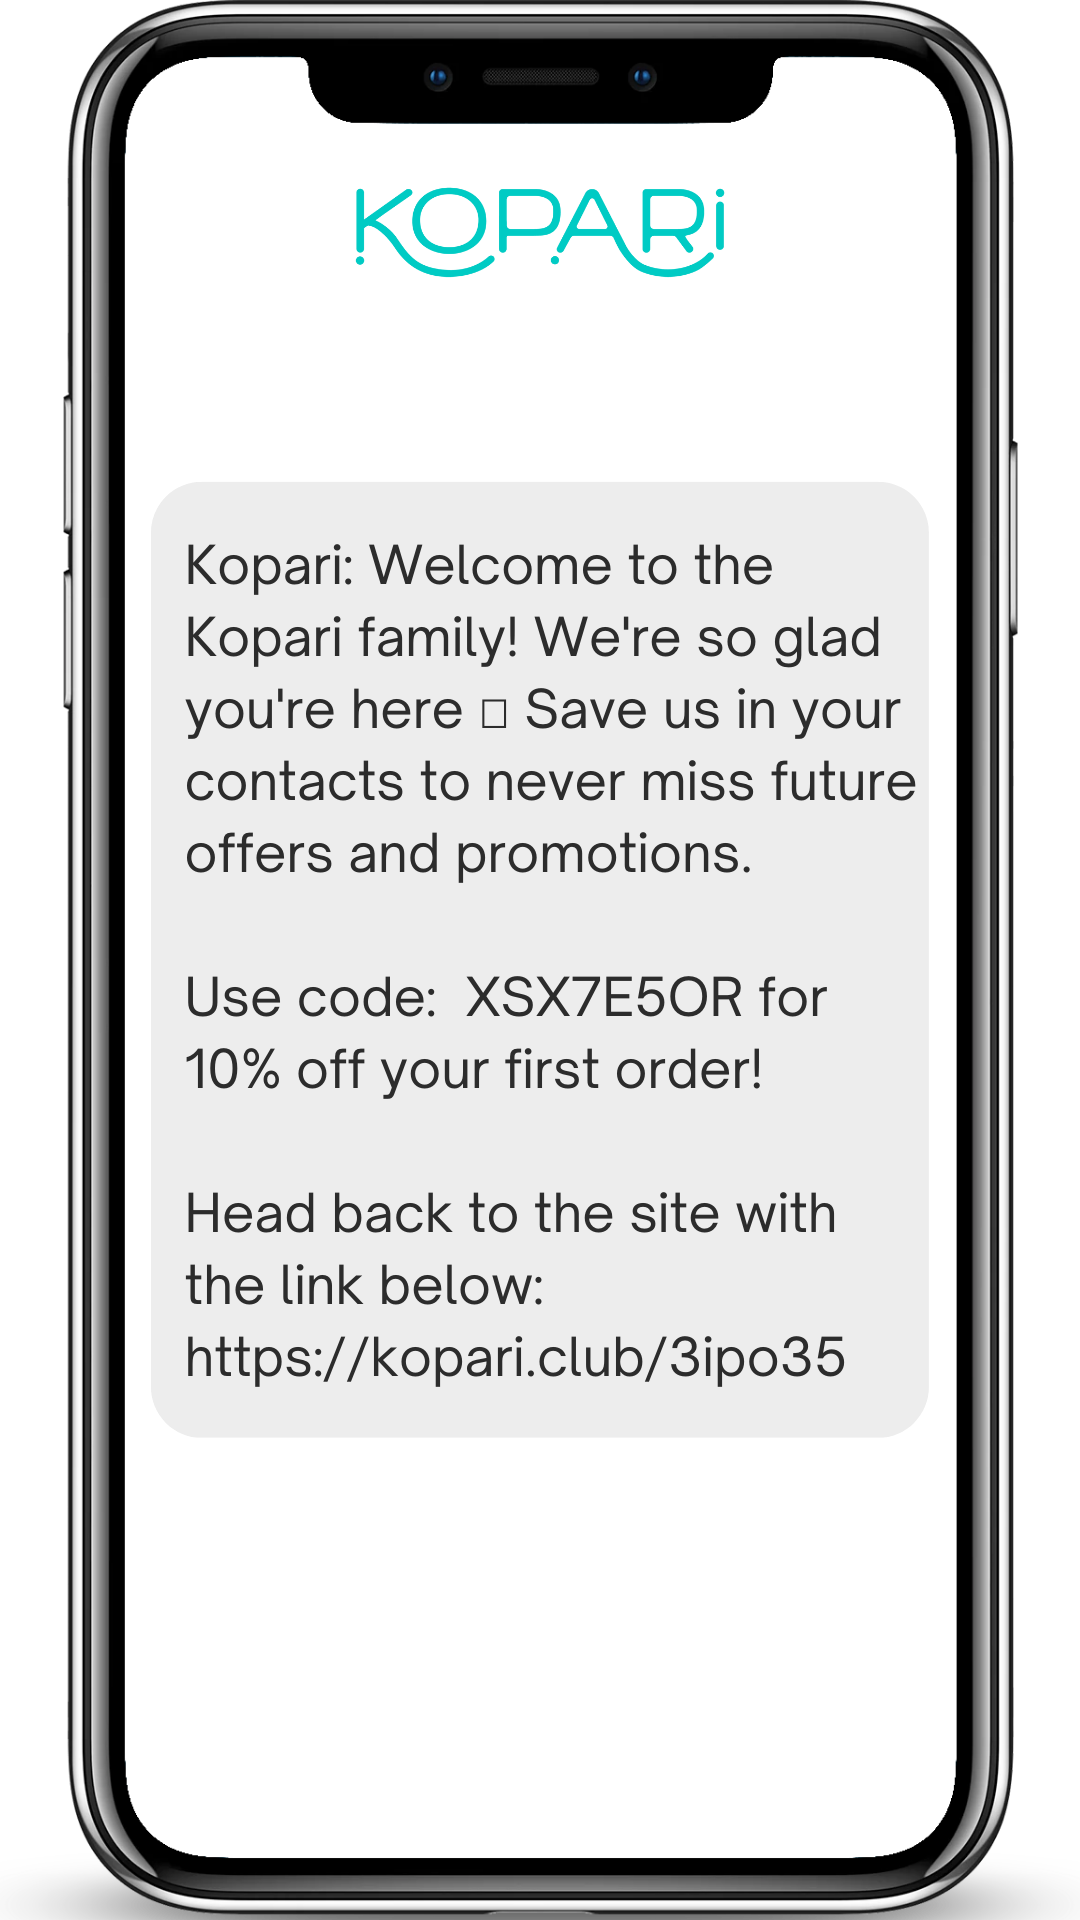 KOPARi
Kopari: Welcome to the
Kopari family! We're so glad
you're here ▯ Save us in your
contacts to never miss future
offers and promotions.
Use code:  XSX7E5OR for
10% off your first order!
Head back to the site with
the link below:
https://kopari.club/3ipo35